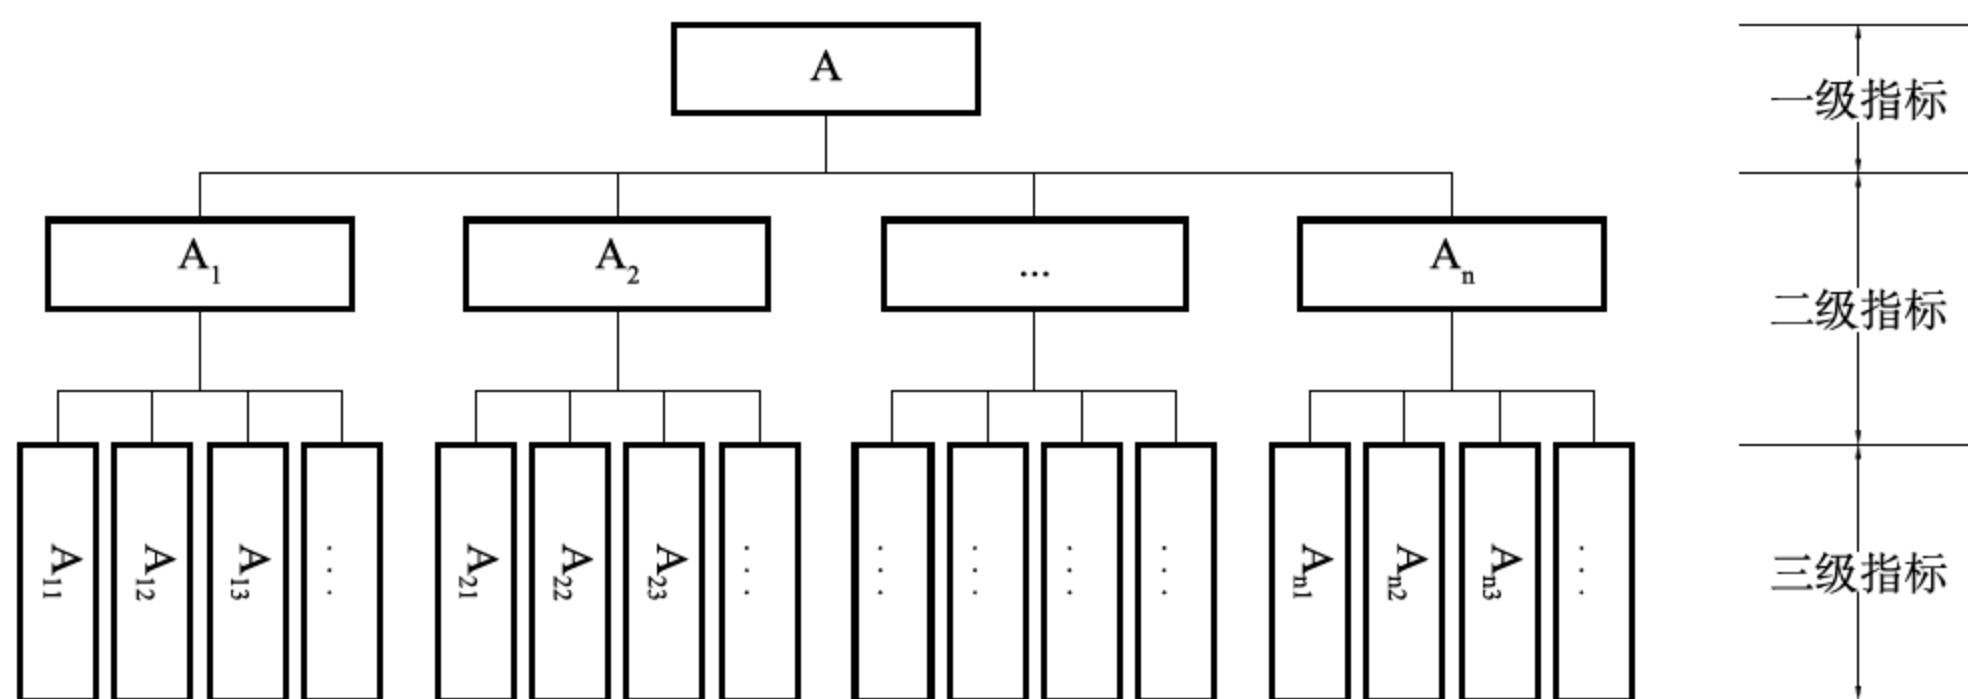 A
一级指标
A₁ A₂ ... Aₙ
二级指标
A₁₁ A₁₂ A₁₃ ... A₂₁ A₂₂ A₂₃ ... ... ... ... ... Aₙ₁ Aₙ₂ Aₙ₃ ...
三级指标